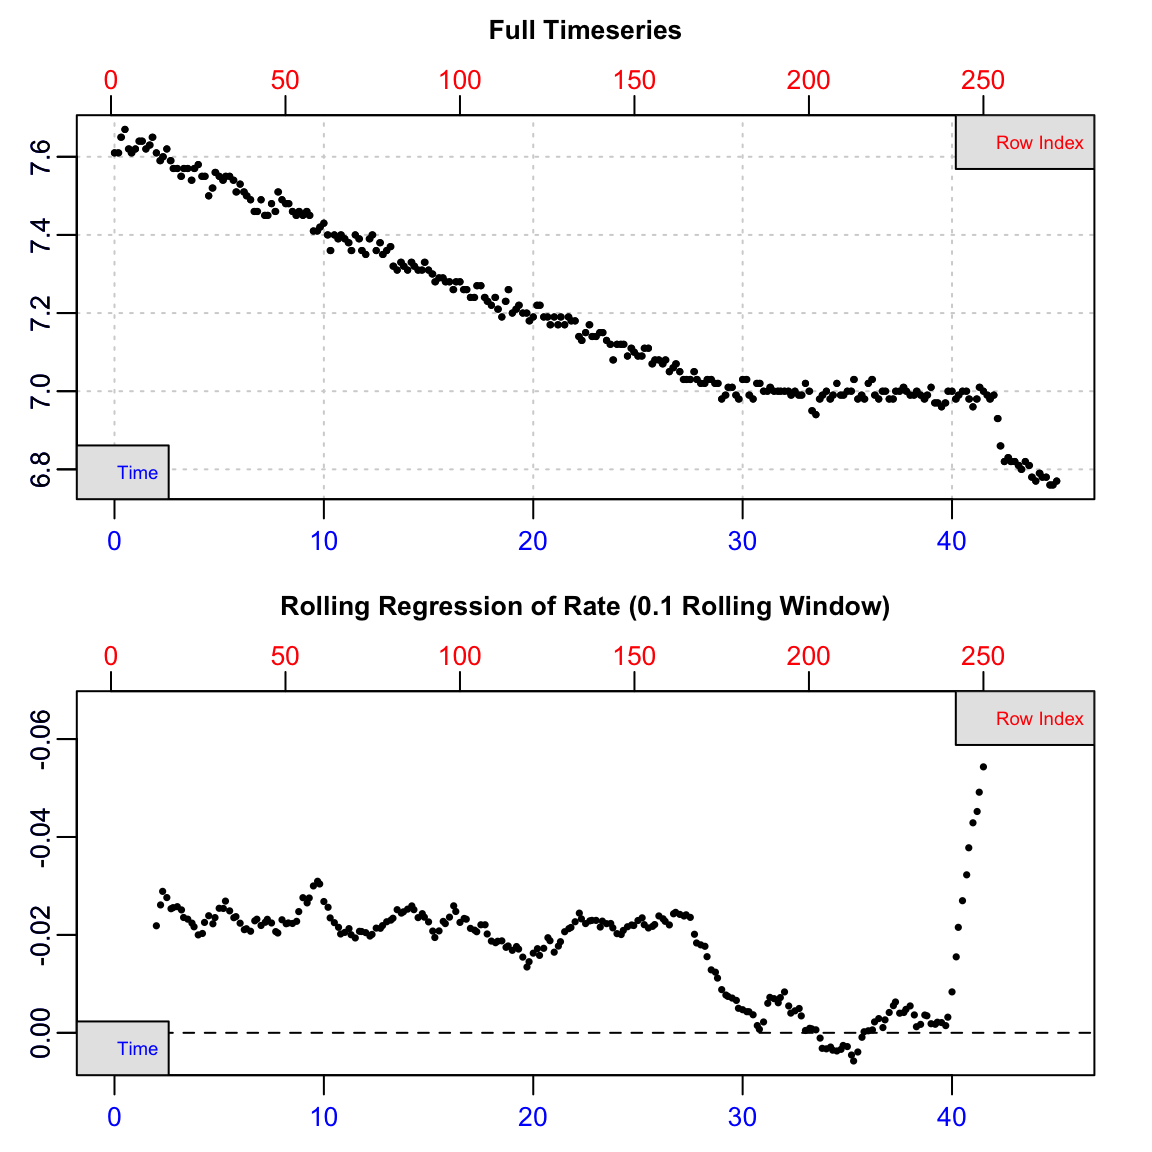 Full Timeseries
0 50 100 150 200 250
Row Index
7.6
7.4
7.2
7.0
6.8
Time
0 10 20 30 40
Rolling Regression of Rate (0.1 Rolling Window)
0 50 100 150 200 250
Row Index
-0.06
-0.04
-0.02
0.00
Time
0 10 20 30 40